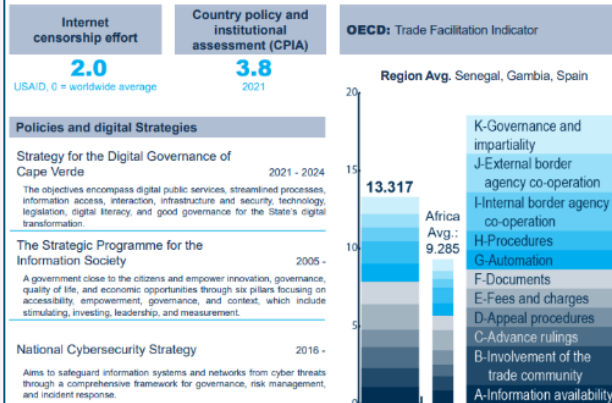 Internet
censorship effort
2.0
USAID, 0 = worldwide average
Country policy and
institutional
assessment (CPIA)
3.8
2021
Policies and digital Strategies
Strategy for the Digital Governance of
Cape Verde 2021 - 2024
The objectives encompass digital public services, streamlined processes,
information access, interaction, infrastructure and security, technology,
legislation, digital literacy, and good governance for the State's digital
transformation.
The Strategic Programme for the
Information Society 2005 -
A government close to the citizens and empower innovation, governance,
quality of life, and economic opportunities through six pillars focusing on
accessibility, empowerment, governance, and context, which include
stimulating, investing, leadership, and measurement.
National Cybersecurity Strategy 2016 -
Aims to safeguard information systems and networks from cyber threats
through a comprehensive framework for governance, risk management,
and incident response.
OECD: Trade Facilitation Indicator
Region Avg. Senegal, Gambia, Spain
20
15
10
5
0
13.317
Africa
Avg.:
9.285
K-Governance and
impartiality
J-External border
agency co-operation
I-Internal border agency
co-operation
H-Procedures
G-Automation
F-Documents
E-Fees and charges
D-Appeal procedures
C-Advance rulings
B-Involvement of the
trade community
A-Information availability